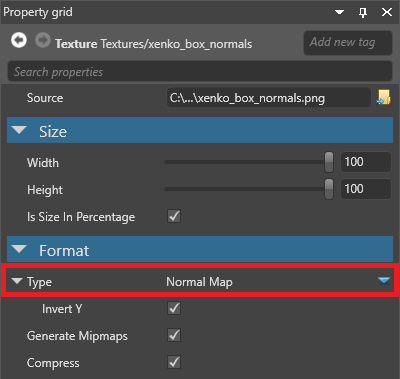 Property grid
Texture Textures/xenko_box_normals Add new tag
Search properties
Source C:\...\xenko_box_normals.png
Size
Width 100
Height 100
Is Size In Percentage
Format
Type Normal Map
Invert Y
Generate Mipmaps
Compress